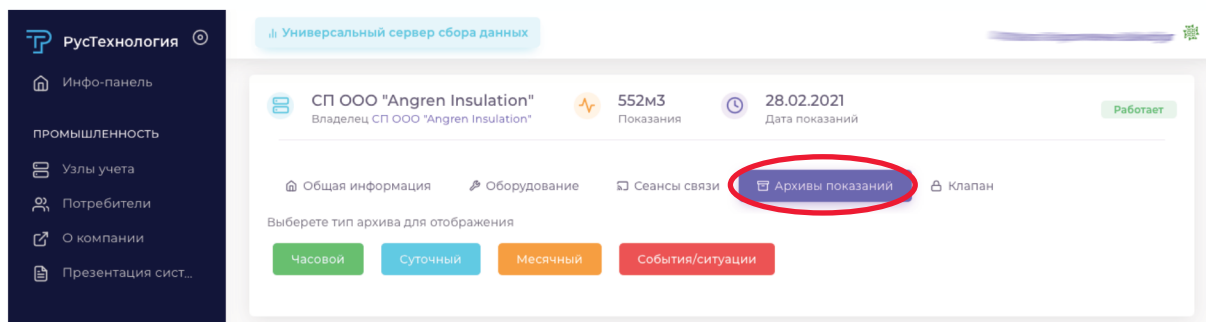 РусТехнология
Универсальный сервер сбора данных
Инфо-панель
ПРОМЫШЛЕННОСТЬ
Узлы учета
Потребители
О компании
Презентация сист...
СП ООО "Angren Insulation"
Владелец СП ООО "Angren Insulation"
552м3
Показания
28.02.2021
Дата показаний
Работает
Общая информация
Оборудование
Сеансы связи
Архивы показаний
Клапан
Выберете тип архива для отображения
Часовой
Суточный
Месячный
События/ситуации